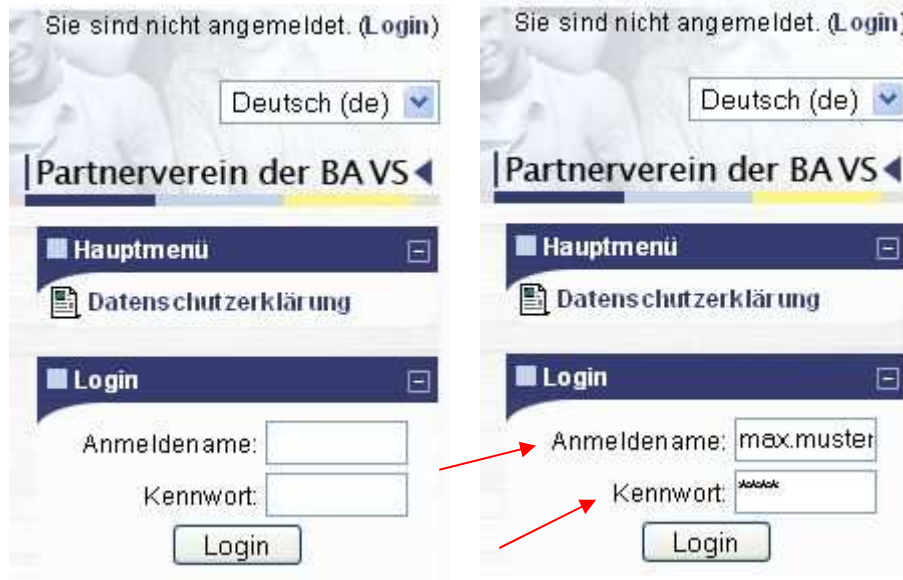 Sie sind nicht angemeldet. (Login)
Deutsch (de)
Partnerverein der BA VS
Hauptmenü
Datenschutzerklärung
Login
Anmeldename:
Kennwort:
Login
Sie sind nicht angemeldet. (Login)
Deutsch (de)
Partnerverein der BA VS
Hauptmenü
Datenschutzerklärung
Login
Anmeldename: max.muster
Kennwort: *****
Login